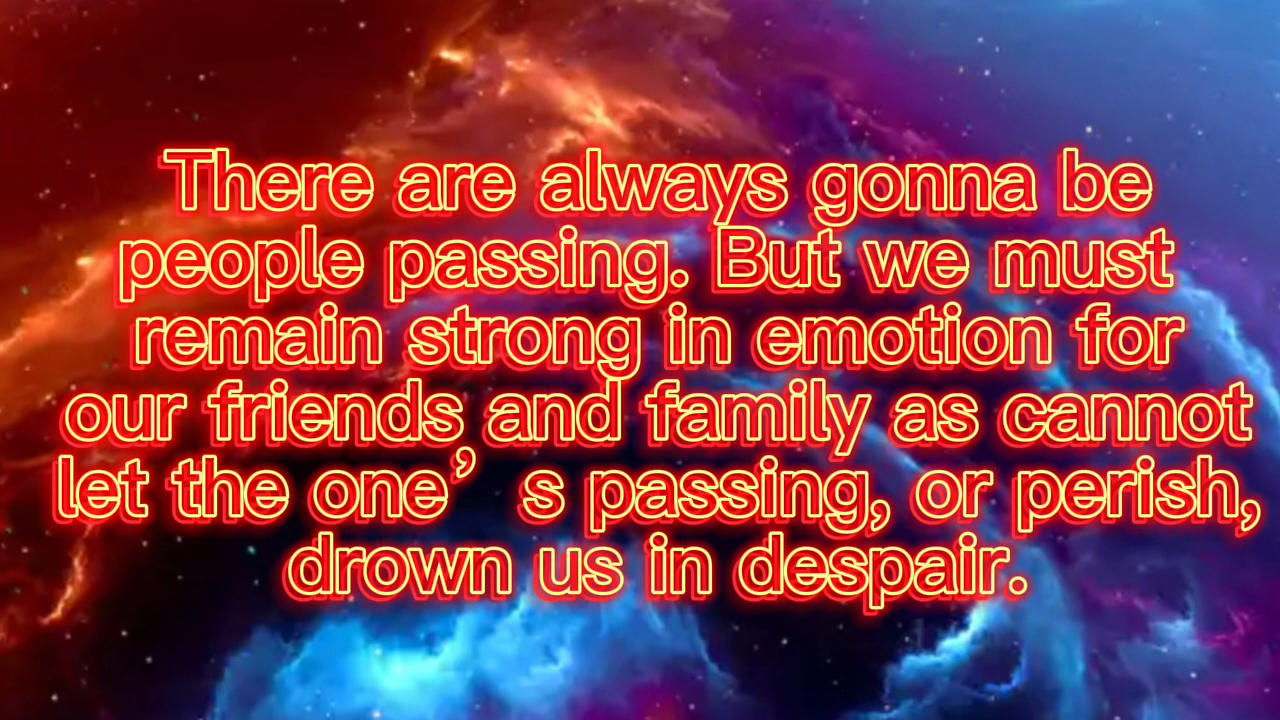 There are always gonna be
people passing. But we must
remain strong in emotion for
our friends and family as cannot
let the one’s passing, or perish,
drown us in despair.